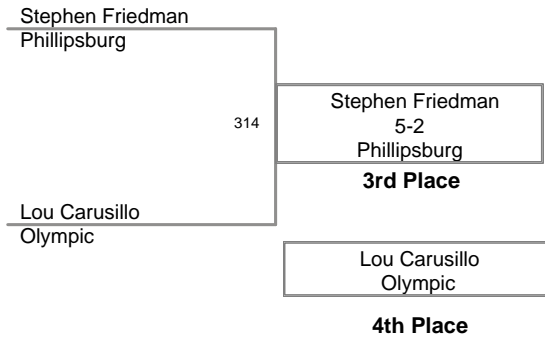 Stephen Friedman
Phillipsburg
314
Stephen Friedman
5-2
Phillipsburg
3rd Place
Lou Carusillo
Olympic
Lou Carusillo
Olympic
4th Place